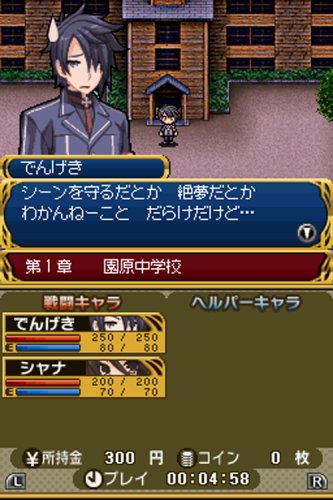 でんげき
シーンを守るだとか 絶夢だとか
わかんねーこと だらけだけど…
第1章 園原中学校
戦闘キャラ ヘルパーキャラ
でんげき
250 / 250
E 80 / 80
シャナ
200 / 200
E 70 / 70
¥所持金 300 円 コイン 0 枚
L プレイ 00:04:58 R